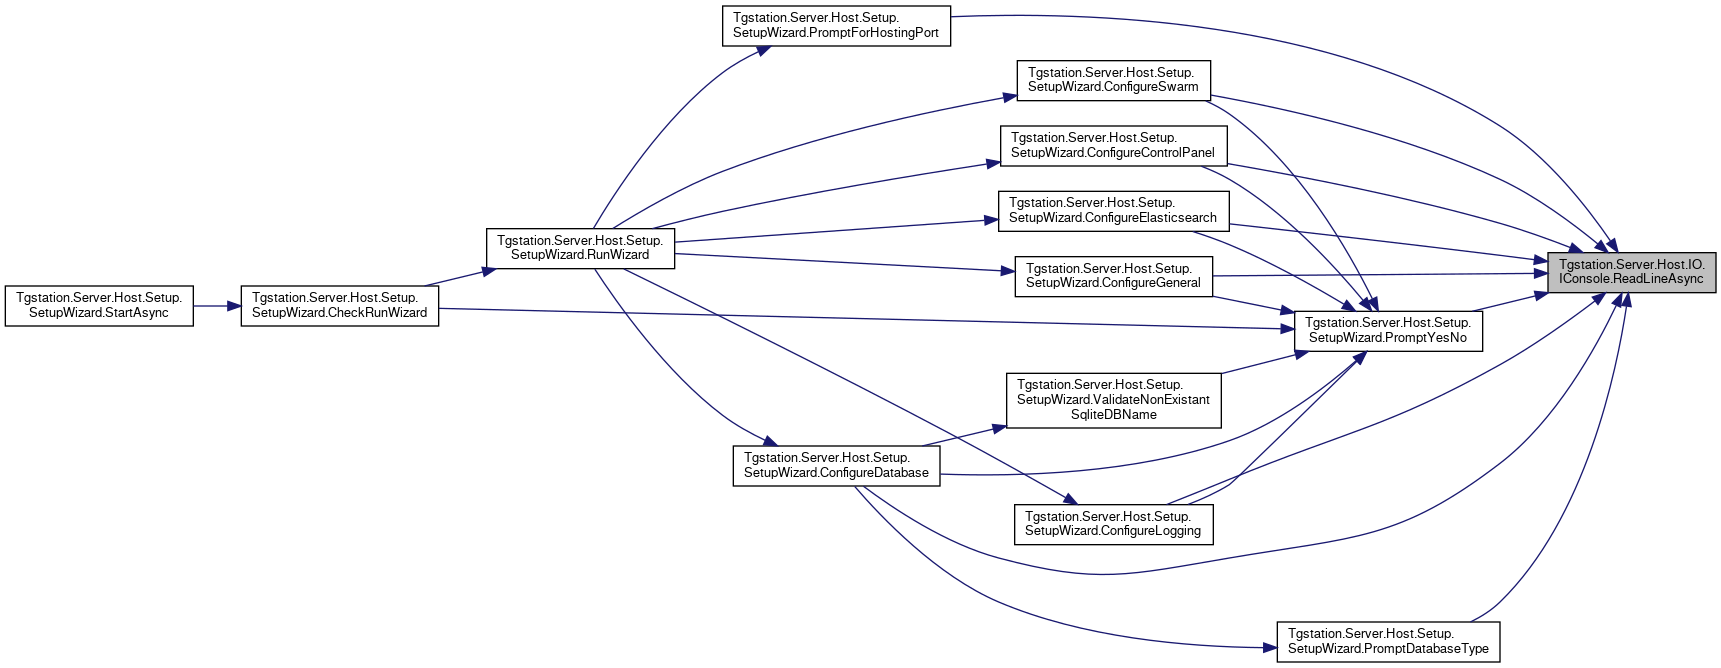 Tgstation.Server.Host.Setup.
SetupWizard.PromptForHostingPort
Tgstation.Server.Host.Setup.
SetupWizard.ConfigureSwarm
Tgstation.Server.Host.Setup.
SetupWizard.ConfigureControlPanel
Tgstation.Server.Host.Setup.
SetupWizard.ConfigureElasticsearch
Tgstation.Server.Host.Setup.
SetupWizard.RunWizard
Tgstation.Server.Host.IO.
IConsole.ReadLineAsync
Tgstation.Server.Host.Setup.
SetupWizard.ConfigureGeneral
Tgstation.Server.Host.Setup.
SetupWizard.StartAsync
Tgstation.Server.Host.Setup.
SetupWizard.CheckRunWizard
Tgstation.Server.Host.Setup.
SetupWizard.PromptYesNo
Tgstation.Server.Host.Setup.
SetupWizard.ValidateNonExistant
SqliteDBName
Tgstation.Server.Host.Setup.
SetupWizard.ConfigureDatabase
Tgstation.Server.Host.Setup.
SetupWizard.ConfigureLogging
Tgstation.Server.Host.Setup.
SetupWizard.PromptDatabaseType